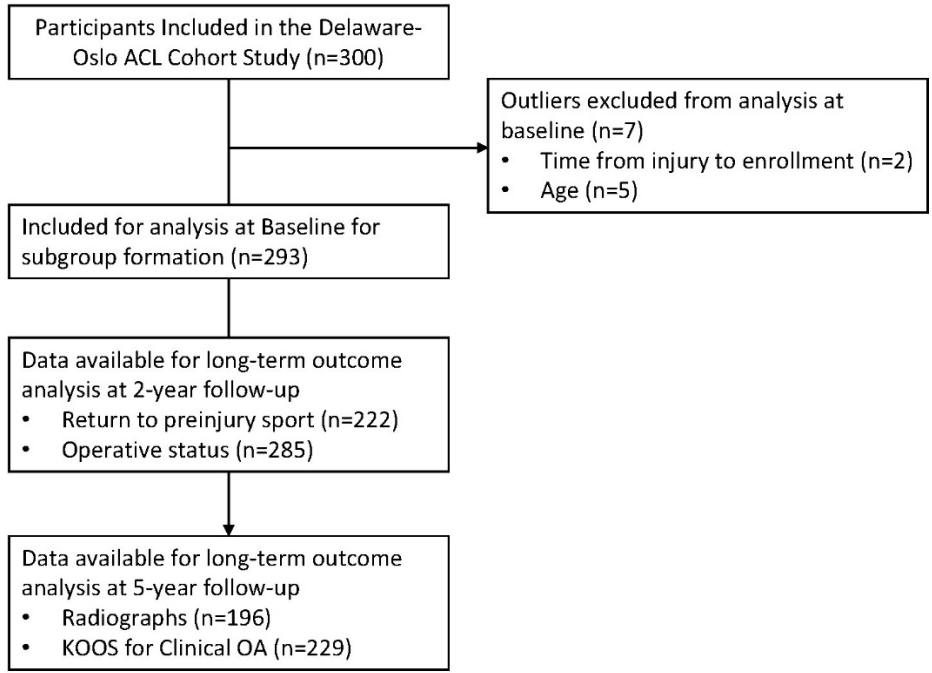 Participants Included in the Delaware-
Oslo ACL Cohort Study (n=300)
Outliers excluded from analysis at
baseline (n=7)
• Time from injury to enrollment (n=2)
• Age (n=5)
Included for analysis at Baseline for
subgroup formation (n=293)
Data available for long-term outcome
analysis at 2-year follow-up
• Return to preinjury sport (n=222)
• Operative status (n=285)
Data available for long-term outcome
analysis at 5-year follow-up
• Radiographs (n=196)
• KOOS for Clinical OA (n=229)